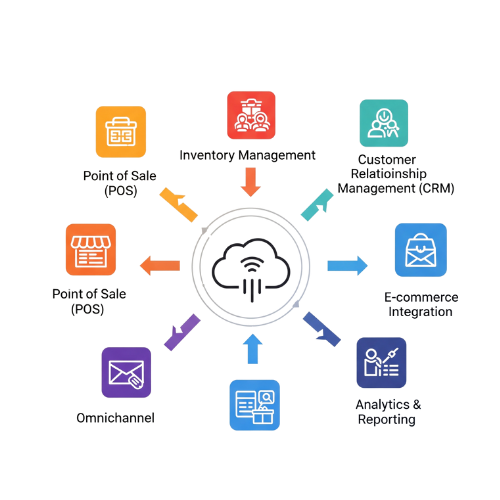 Inventory Management
Point of Sale
(POS)
Customer
Relatioinship
Management (CRM)
Point of Sale
(POS)
E-commerce
Integration
Omnichannel
Analytics &
Reporting